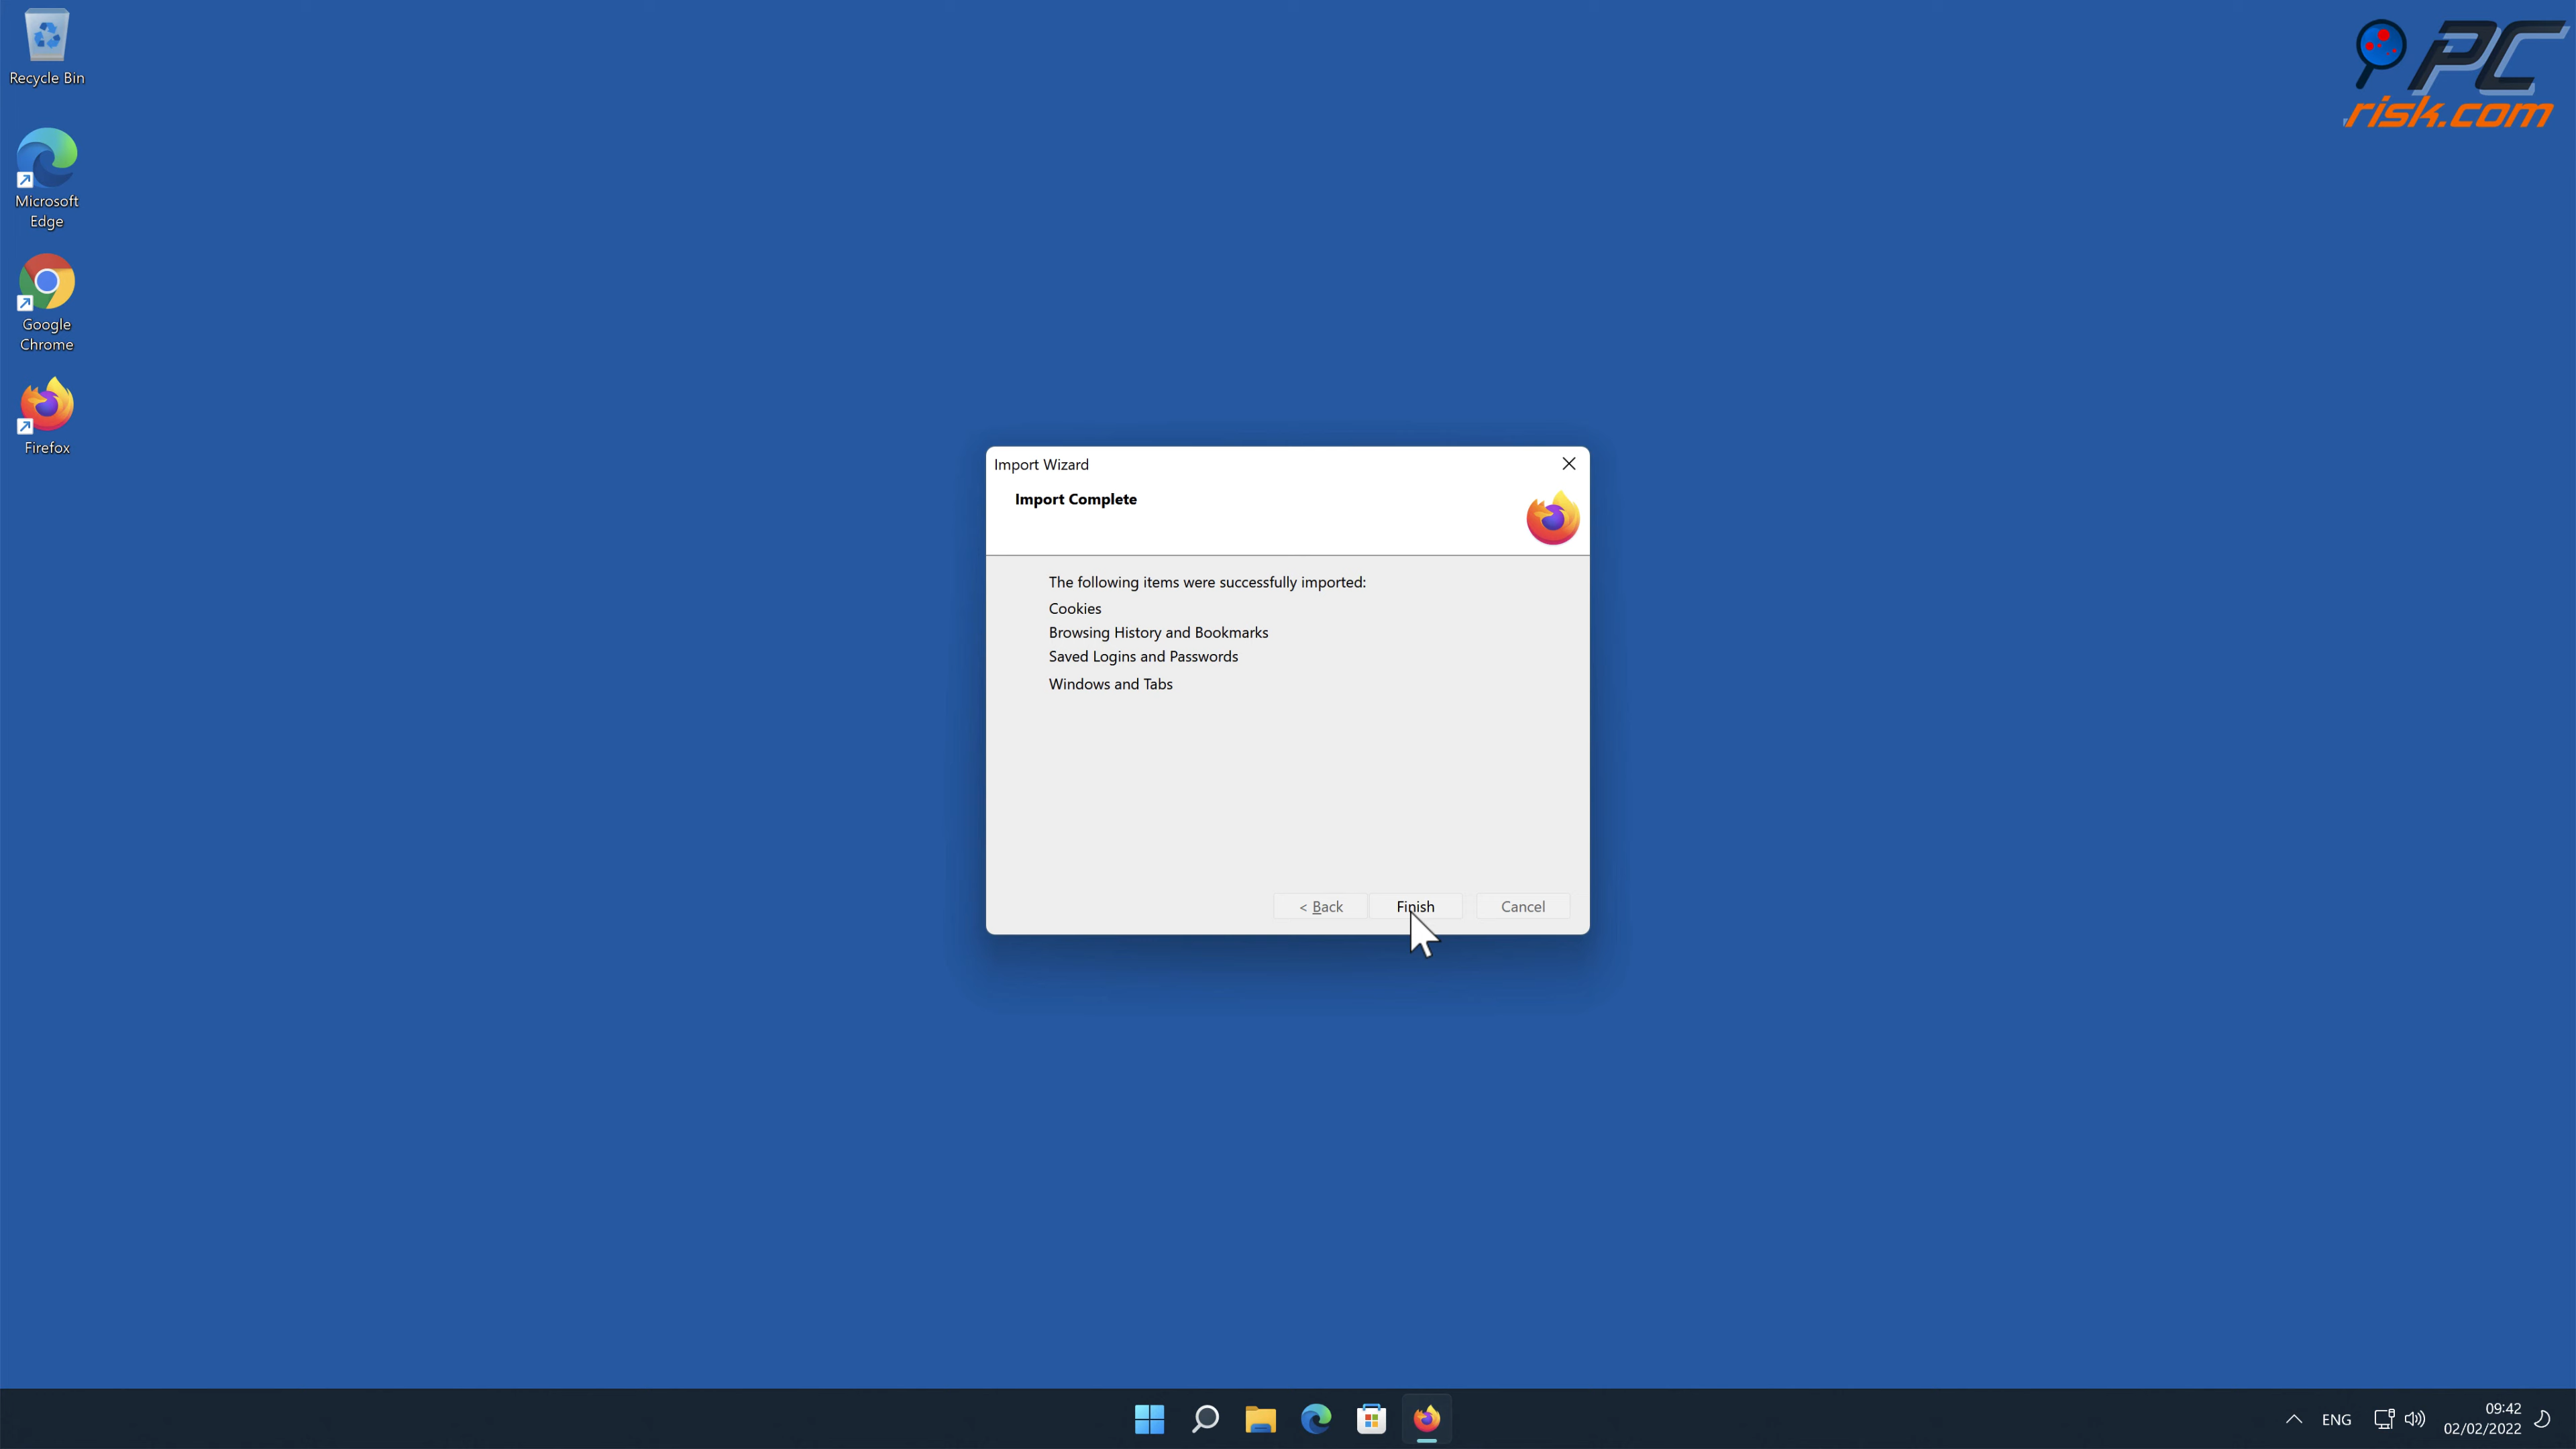 Recycle Bin
Microsoft
Edge
Google
Chrome
Firefox
PC
risk.com
Import Wizard
Import Complete
The following items were successfully imported:
Cookies
Browsing History and Bookmarks
Saved Logins and Passwords
Windows and Tabs
< Back
Finish
Cancel
ENG
09:42
02/02/2022